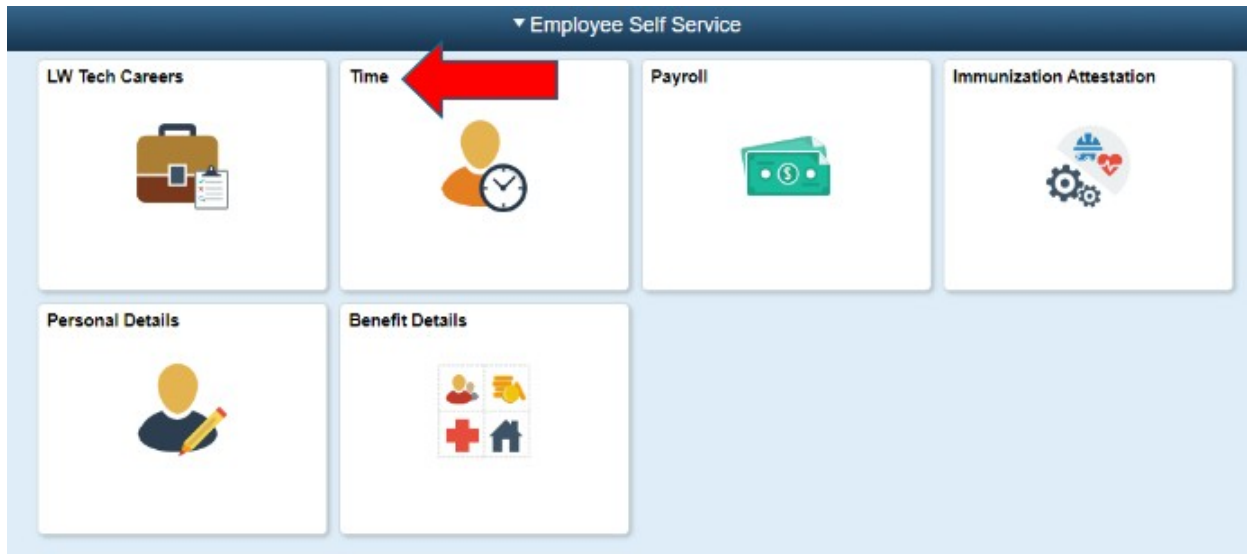 Employee Self Service
LW Tech Careers
Time
Payroll
Immunization Attestation
Personal Details
Benefit Details